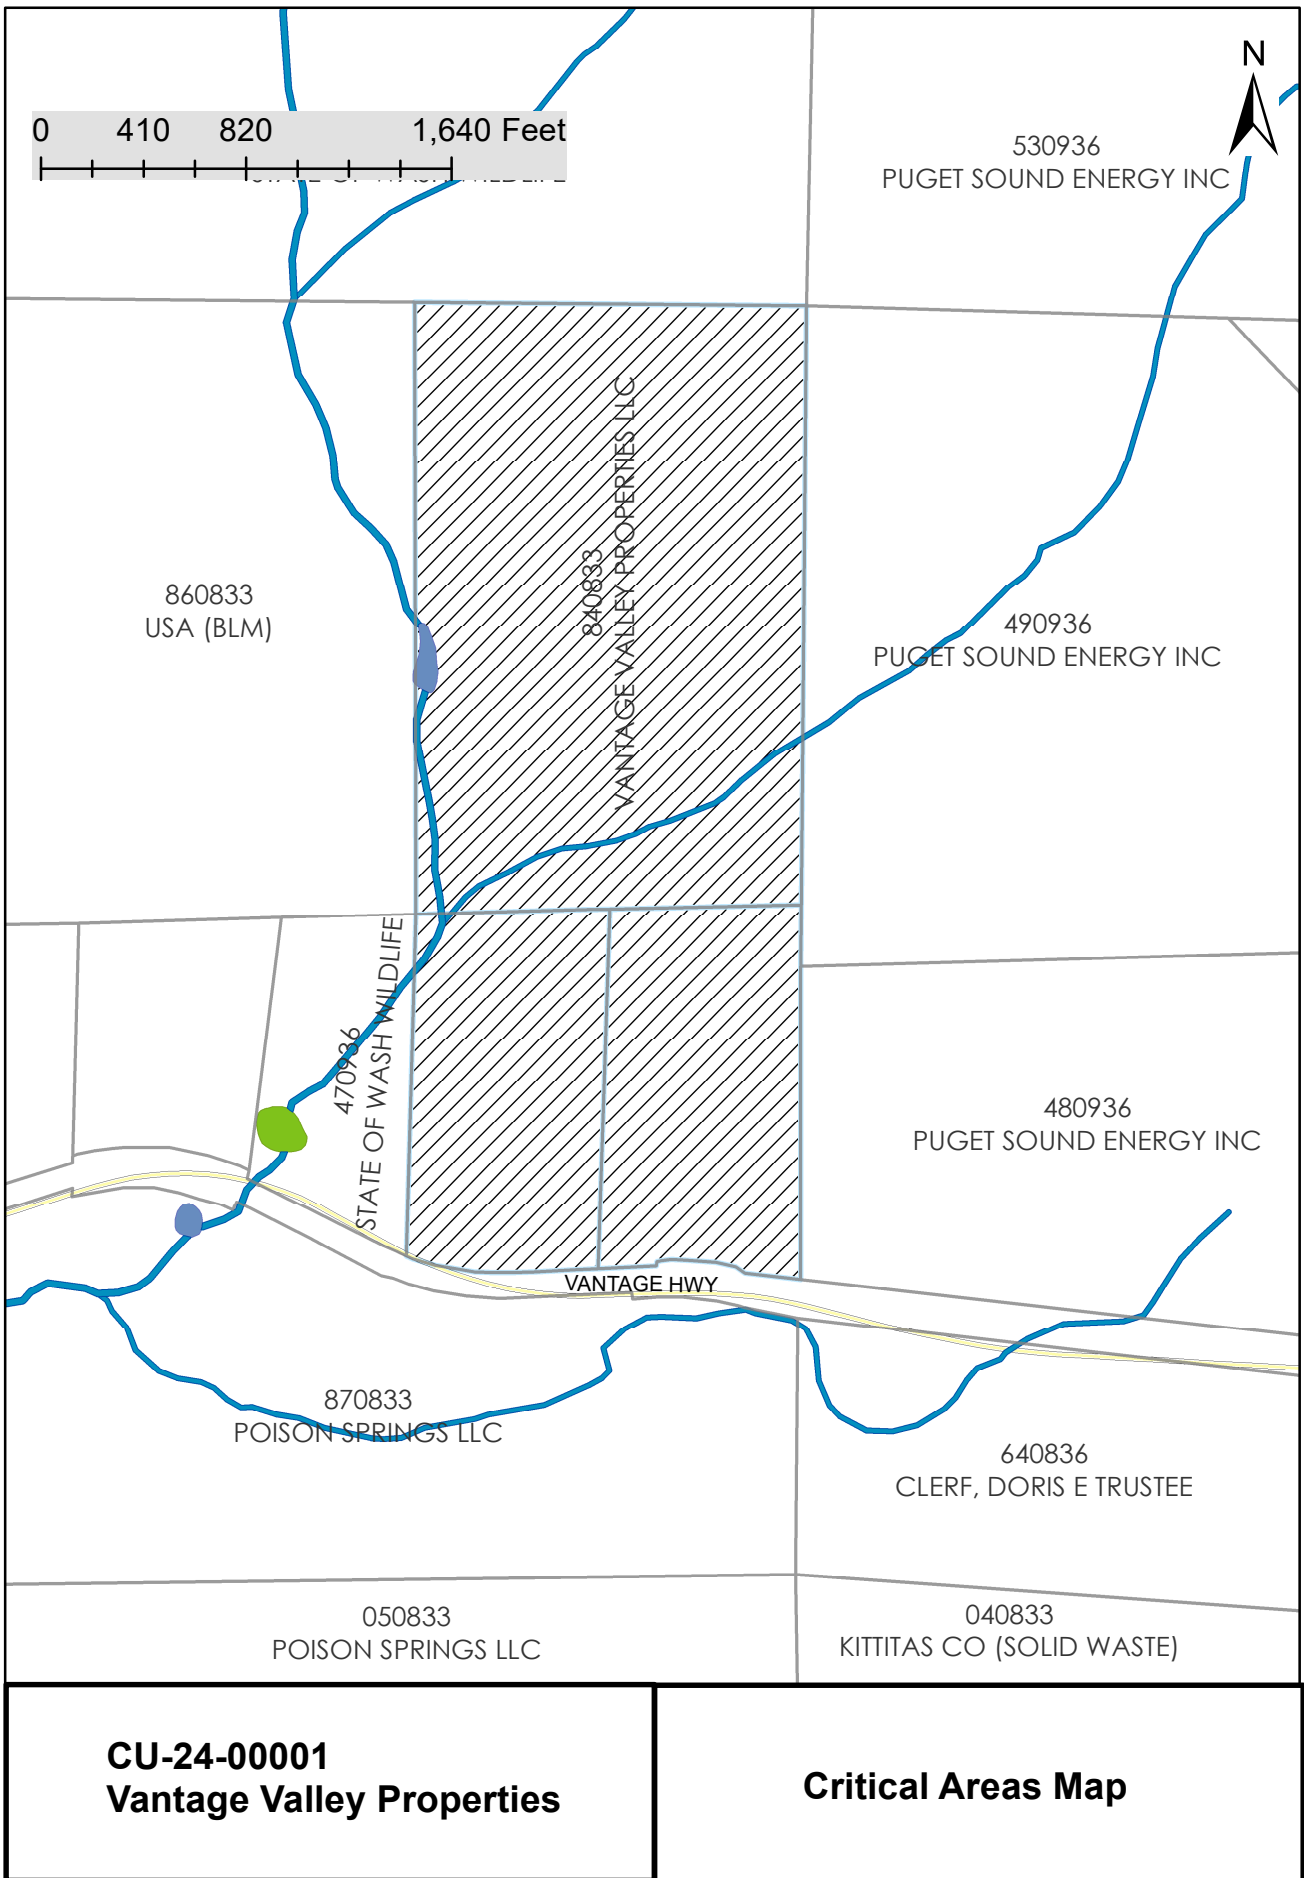 N
0 410 820 1,640 Feet
530936
PUGET SOUND ENERGY INC
860833
USA (BLM)
840833
VANTAGE VALLEY PROPERTIES LLC
490936
PUGET SOUND ENERGY INC
470936
STATE OF WASH WILDLIFE
480936
PUGET SOUND ENERGY INC
VANTAGE HWY
870833
POISON SPRINGS LLC
640836
CLERF, DORIS E TRUSTEE
050833
POISON SPRINGS LLC
040833
KITTITAS CO (SOLID WASTE)
CU-24-00001
Vantage Valley Properties
Critical Areas Map